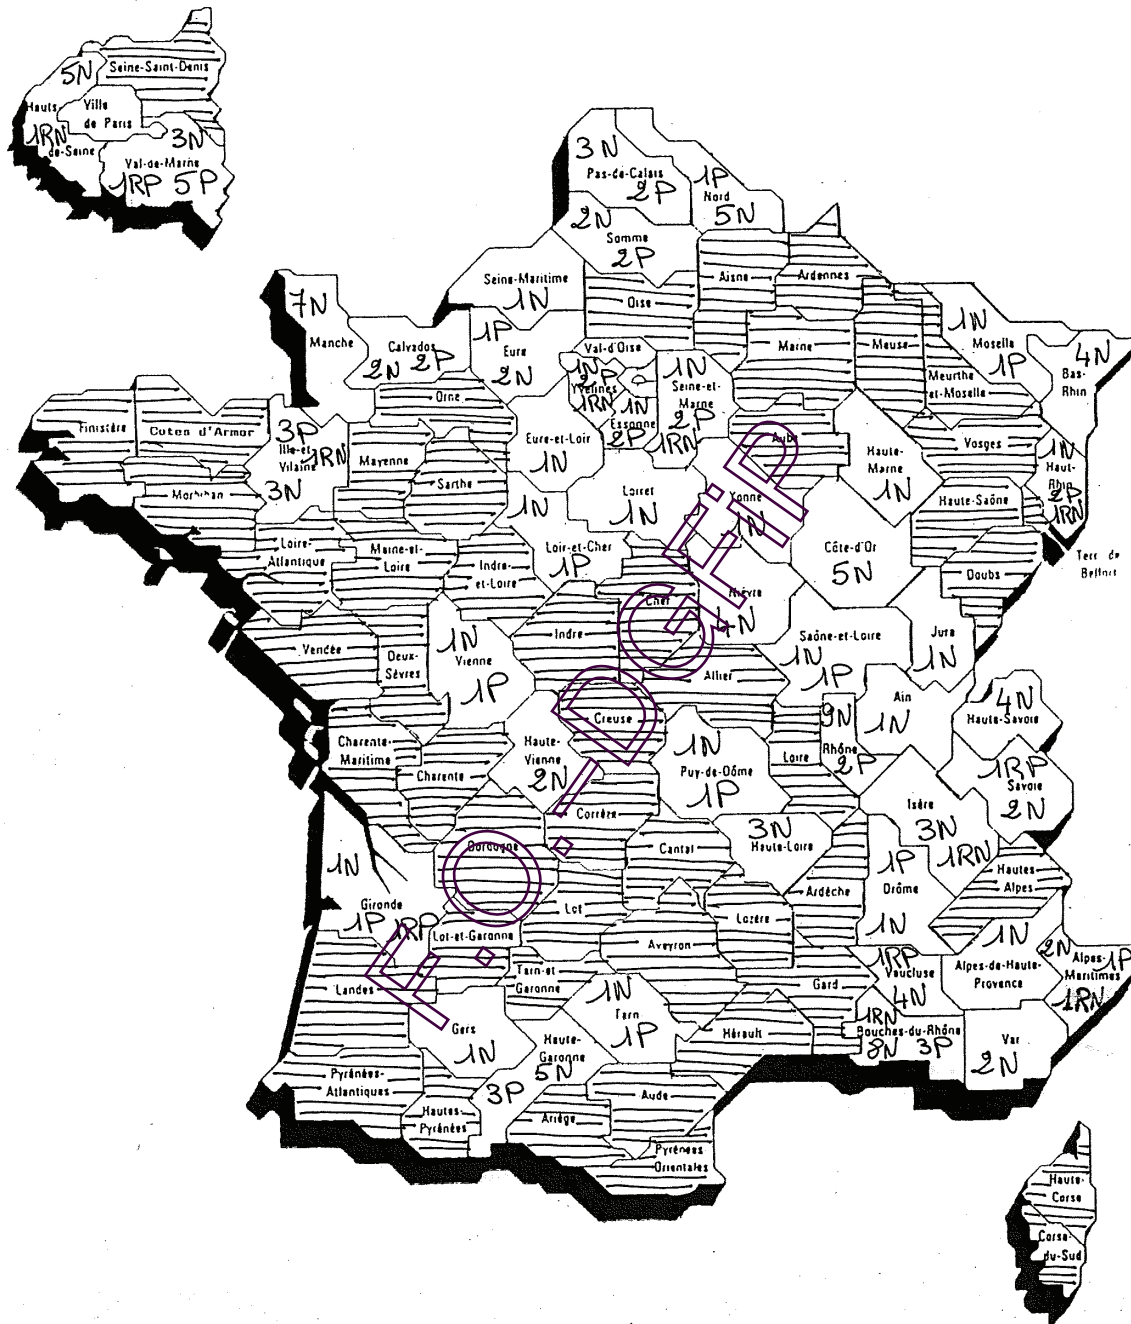 5N
Seine-Saint-Denis
Hauts-
de-Seine
1RN
Ville
de Paris
3N
Val-de-Marne
1RP 5P
3N
Pas-de-Calais
2P
1P
Nord
5N
2N
Somme
2P
Seine-Maritime
1N
Oise
Aisne
Ardennes
7N
Manche
Calvados
2N 2P
1P
Eure
2N
Val-d'Oise
1N
2P
Yvelines
1RN
1N
Essonne
2P
1N
Seine-et-
Marne
2P
1RN
Marne
Meuse
Meurthe
et-Moselle
1N
Moselle
1P
4N
Bas-
Rhin
Finistère
Cotes d'Armor
Morbihan
3P
Ille-et
Vilaine
1RN
3N
Mayenne
Orne
Sarthe
Eure-et-Loir
1N
Aube
Haute-
Marne
1N
Vosges
1N
Haut-
Rhin
2P
1RN
Loire-
Atlantique
Maine-et-
Loire
Indre-
et-Loire
1N
Loir-et-Cher
1P
Loiret
1N
Yonne
1N
Côte-d'Or
5N
Haute-Saône
Doubs
Terr de
Belfort
Vendée
Deux-
Sèvres
1N
Vienne
1P
Indre
Cher
Nièvre
4N
Saône-et-Loire
1N
1P
Jura
1N
Allier
Charente-
Maritime
Charente
Haute-
Vienne
2N
Creuse
1N
Puy-de-Dôme
1P
Loire
9N
Rhône
2P
Ain
1N
4N
Haute-Savoie
1RP
Savoie
2N
1N
Gironde
1P
1RP
Dordogne
Corrèze
Cantal
3N
Haute-Loire
Ardèche
Isère
3N
1RN
1P
Drôme
1N
Hautes
Alpes
Lot-et-Garonne
Lot
Aveyron
Lozère
Landes
Tarn-et
Garonne
1N
Tarn
1P
Gard
1RP
Vaucluse
4N
1N
Alpes-de-Haute-
Provence
2N
Alpes-
Maritimes
1P
1RN
Gers
1N
Haute-
Garonne
5N
3P
Hérault
1RN
Bouches-du-Rhône
8N 3P
Var
2N
Pyrénées-
Atlantiques
Hautes-
Pyrénées
Ariège
Aude
Pyrénées
Orientales
Haute-
Corse
Corse-
du-Sud
F.O.-DGFIP